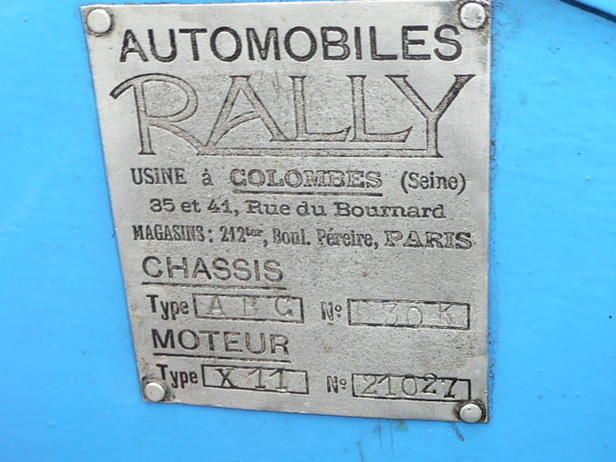 AUTOMOBILES
RALLY
USINE à COLOMBES (Seine)
35 et 41, Rue du Bournard
MAGASINS: 212ter, Boul. Péreire, PARIS
CHASSIS
Type ABC Nº 30 K
MOTEUR
Type X 11 Nº 21027